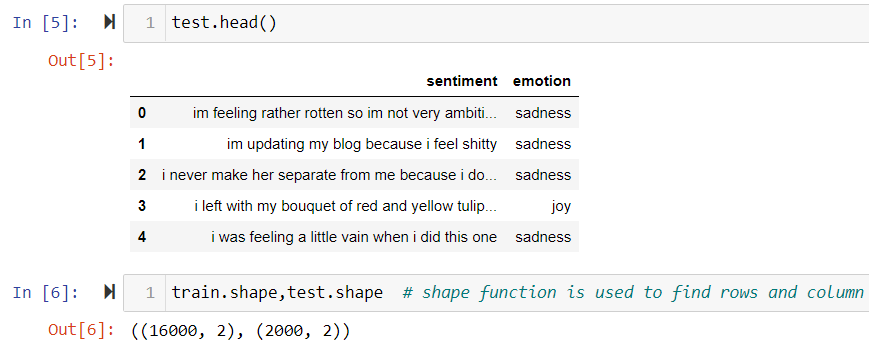 In [5]: 1 test.head()
Out[5]:
sentiment emotion
0 im feeling rather rotten so im not very ambiti... sadness
1 im updating my blog because i feel shitty sadness
2 i never make her separate from me because i do... sadness
3 i left with my bouquet of red and yellow tulip... joy
4 i was feeling a little vain when i did this one sadness
In [6]: 1 train.shape,test.shape # shape function is used to find rows and column
Out[6]: ((16000, 2), (2000, 2))